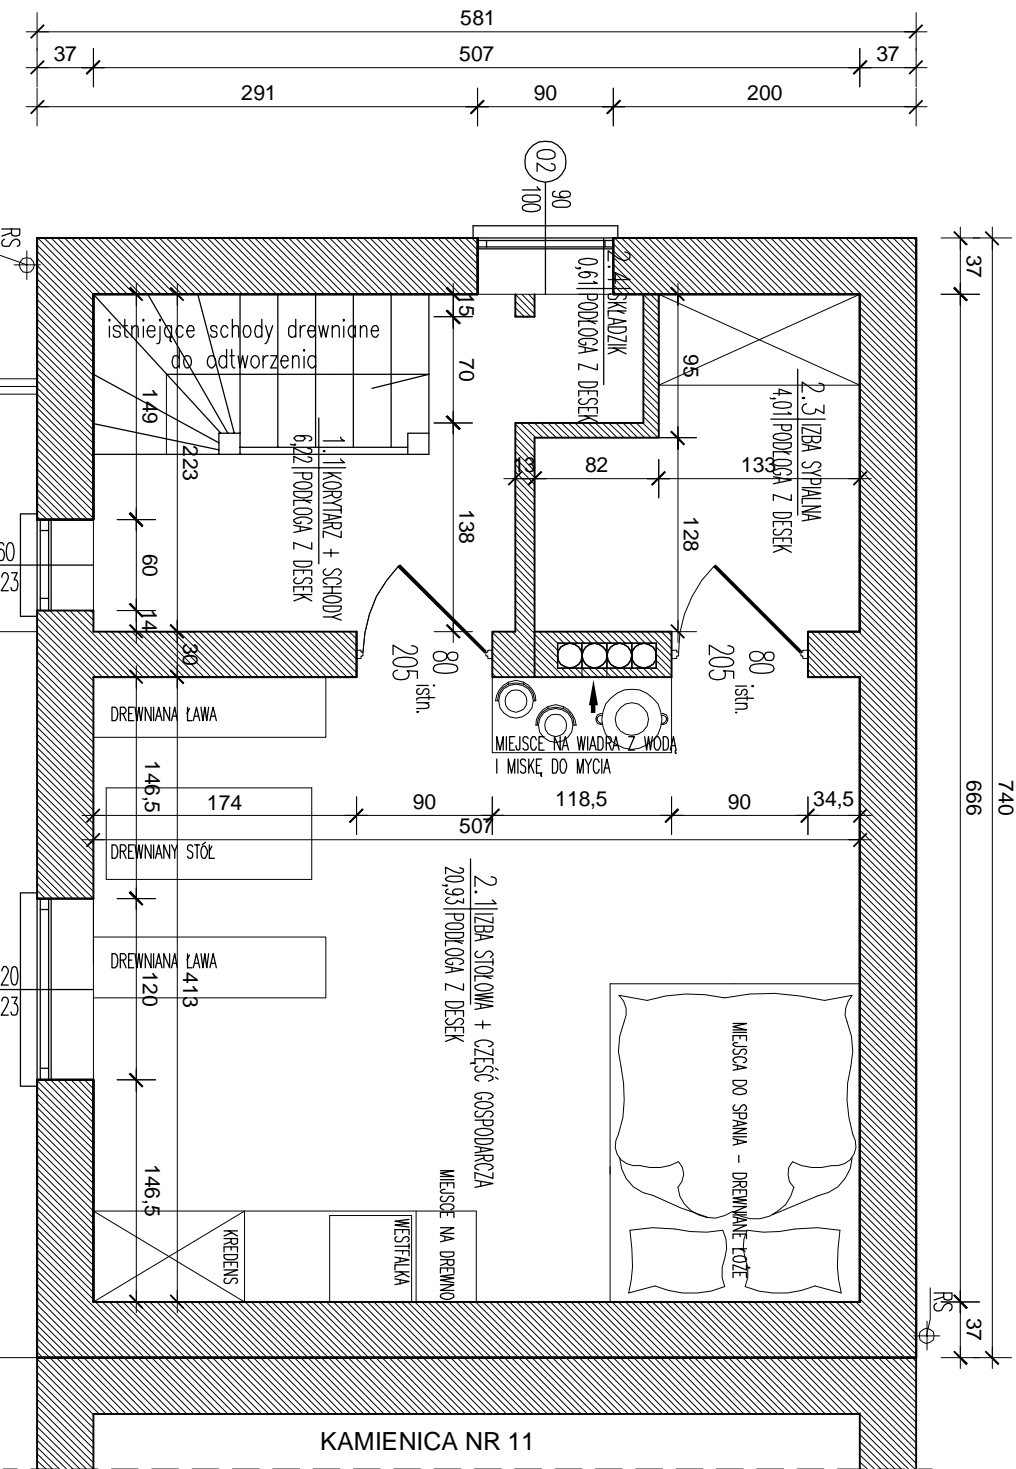 581
37
507
37
291
90
200
O2
90
100
RS
37
740
666
2.4 SKŁADZIK
0,61 PODŁOGA Z DESEK
15
70
95
istniejące schody drewniane
do odtworzenia
2.3 IZBA SYPIALNA
4,01 PODŁOGA Z DESEK
149
223
1.1 KORYTARZ + SCHODY
6,22 PODŁOGA Z DESEK
13
82
133
138
128
60
23
60
14
30
80
205
istn.
80
205
istn.
DREWNIANA ŁAWA
MIEJSCE NA WIADRA Z WODĄ
I MISKĘ DO MYCIA
146,5
174
90
118,5
90
34,5
507
DREWNIANY STÓŁ
2.1 IZBA STOŁOWA + CZĘŚĆ GOSPODARCZA
20,93 PODŁOGA Z DESEK
DREWNIANA ŁAWA
20
23
120
413
MIEJSCA DO SPANIA - DREWNIANE ŁOŻE
146,5
KREDENS
WESTFALKA
MIEJSCE NA DREWNO
RS
37
KAMIENICA NR 11